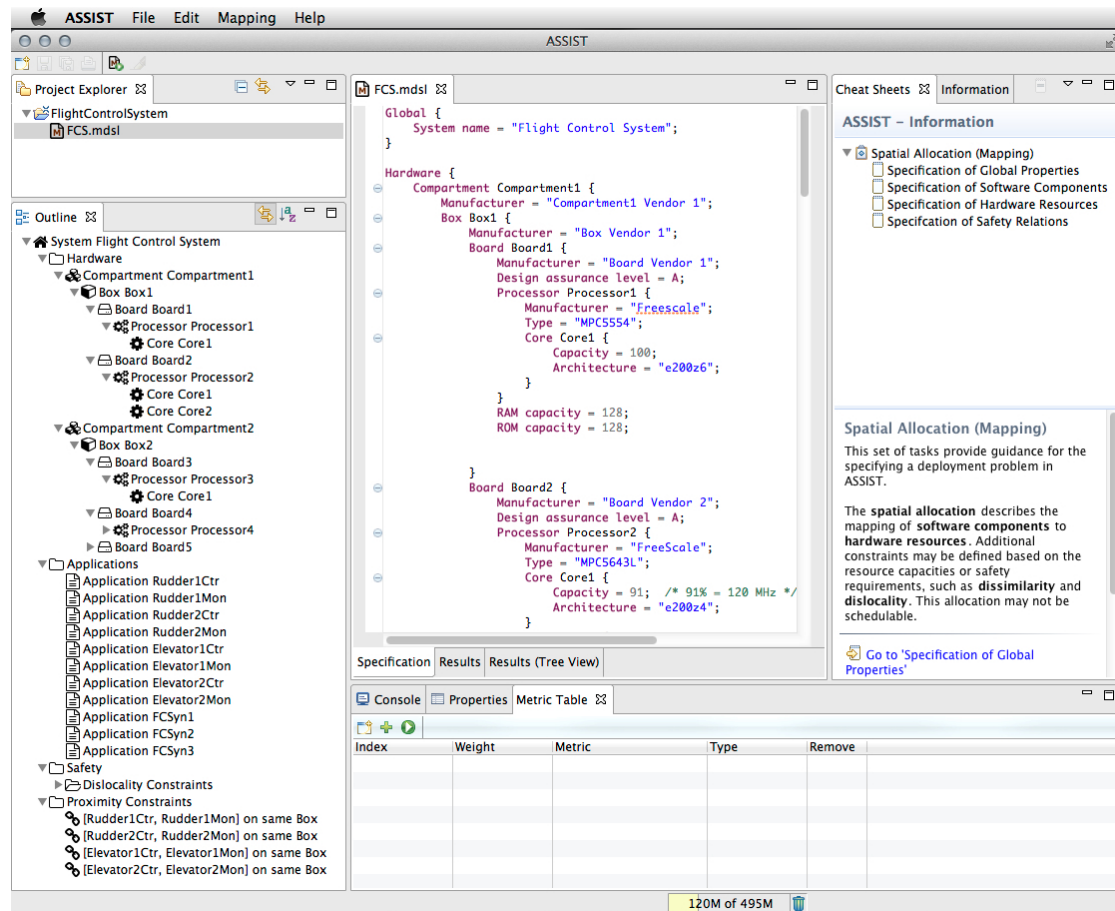 ASSIST File Edit Mapping Help
ASSIST
Project Explorer
FlightControlSystem
FCS.mdsl
Outline
System Flight Control System
Hardware
Compartment Compartment1
Box Box1
Board Board1
Processor Processor1
Core Core1
Board Board2
Processor Processor2
Core Core1
Core Core2
Compartment Compartment2
Box Box2
Board Board3
Processor Processor3
Core Core1
Board Board4
Processor Processor4
Board Board5
Applications
Application Rudder1Ctr
Application Rudder1Mon
Application Rudder2Ctr
Application Rudder2Mon
Application Elevator1Ctr
Application Elevator1Mon
Application Elevator2Ctr
Application Elevator2Mon
Application FCSyn1
Application FCSyn2
Application FCSyn3
Safety
Dislocality Constraints
Proximity Constraints
[Rudder1Ctr, Rudder1Mon] on same Box
[Rudder2Ctr, Rudder2Mon] on same Box
[Elevator1Ctr, Elevator1Mon] on same Box
[Elevator2Ctr, Elevator2Mon] on same Box
FCS.mdsl
Global {
System name = "Flight Control System";
}
Hardware {
Compartment Compartment1 {
Manufacturer = "Compartment1 Vendor 1";
Box Box1 {
Manufacturer = "Box Vendor 1";
Board Board1 {
Manufacturer = "Board Vendor 1";
Design assurance level = A;
Processor Processor1 {
Manufacturer = "Freescale";
Type = "MPC5554";
Core Core1 {
Capacity = 100;
Architecture = "e200z6";
}
}
RAM capacity = 128;
ROM capacity = 128;
}
Board Board2 {
Manufacturer = "Board Vendor 2";
Design assurance level = A;
Processor Processor2 {
Manufacturer = "FreeScale";
Type = "MPC5643L";
Core Core1 {
Capacity = 91; /* 91% = 120 MHz */
Architecture = "e200z4";
}
Specification Results Results (Tree View)
Cheat Sheets Information
ASSIST – Information
Spatial Allocation (Mapping)
Specification of Global Properties
Specification of Software Components
Specification of Hardware Resources
Specifcation of Safety Relations
Spatial Allocation (Mapping)
This set of tasks provide guidance for the
specifying a deployment problem in
ASSIST.
The spatial allocation describes the
mapping of software components to
hardware resources. Additional
constraints may be defined based on the
resource capacities or safety
requirements, such as dissimilarity and
dislocality. This allocation may not be
schedulable.
Go to 'Specification of Global
Properties'
Console Properties Metric Table
Index Weight Metric Type Remove
120M of 495M